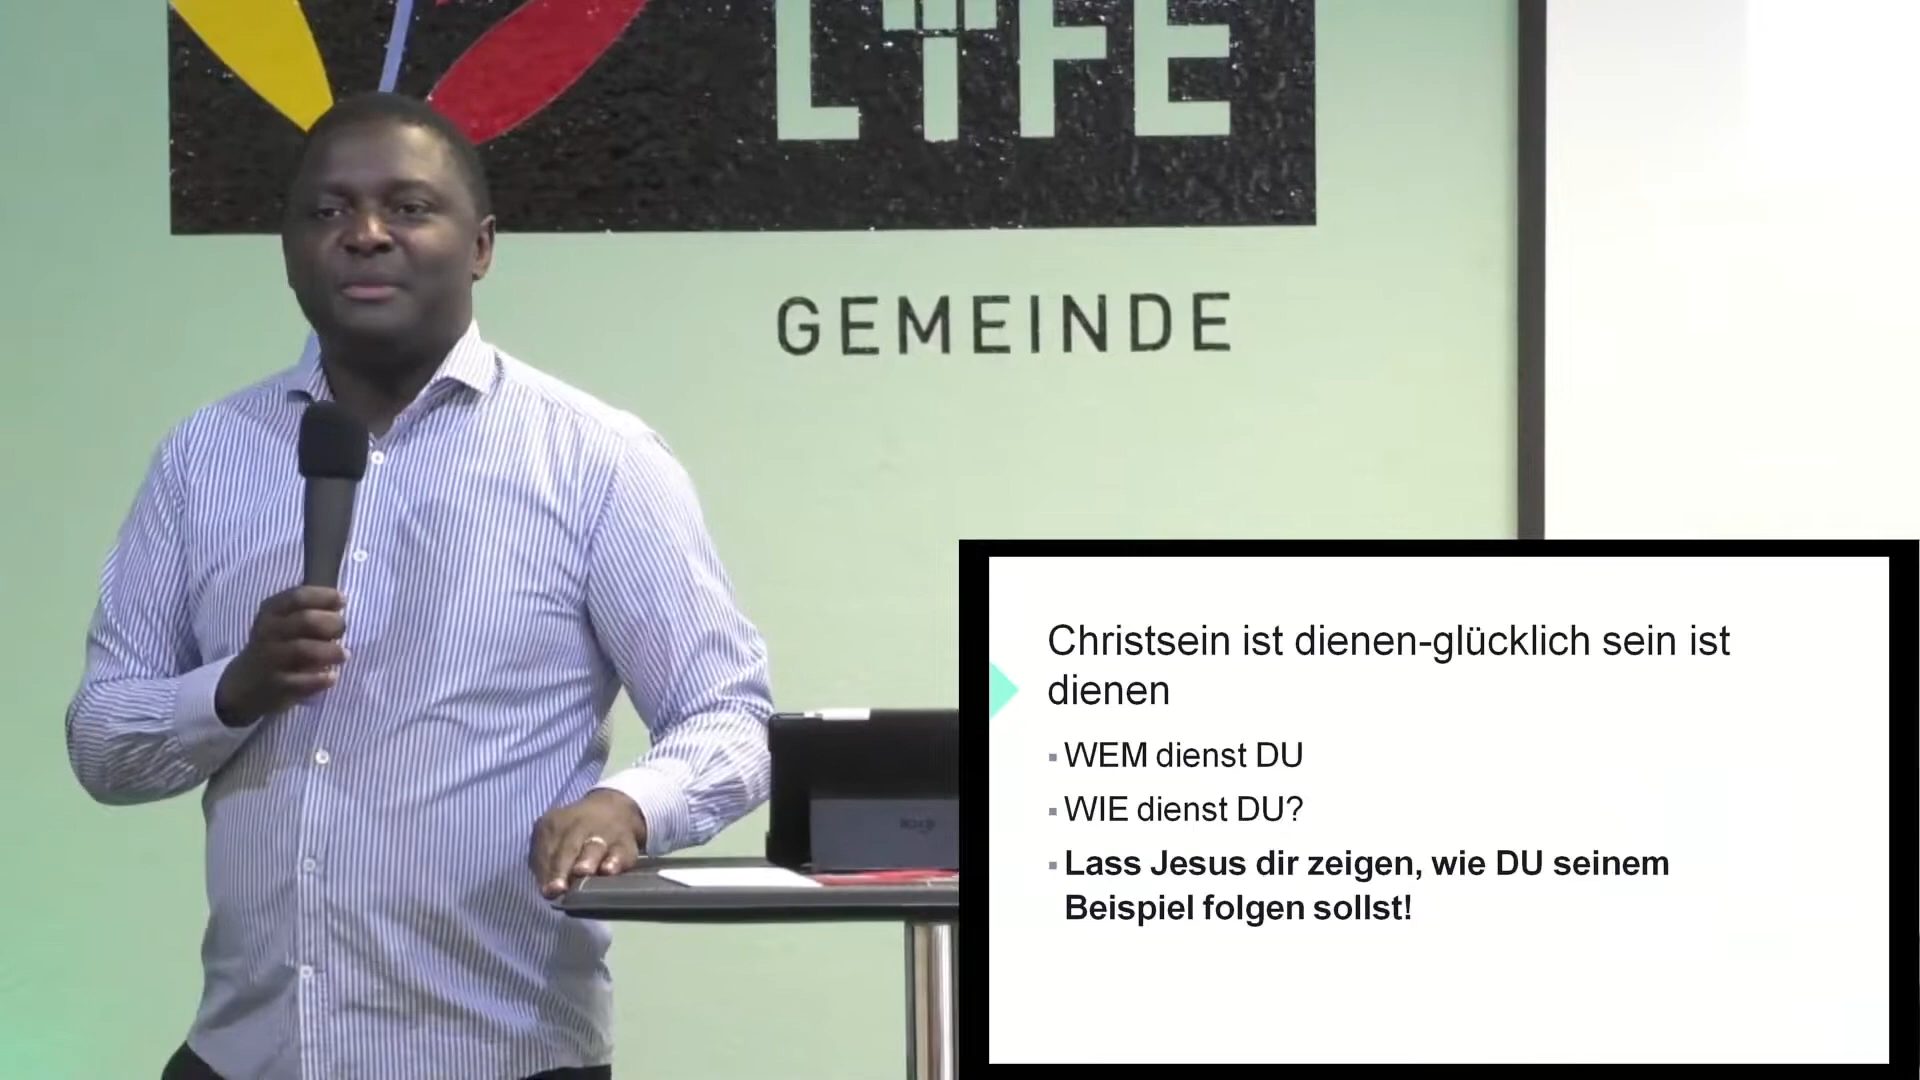 LIFE
GEMEINDE
Christsein ist dienen-glücklich sein ist
dienen
▪ WEM dienst DU
▪ WIE dienst DU?
▪ Lass Jesus dir zeigen, wie DU seinem
Beispiel folgen sollst!